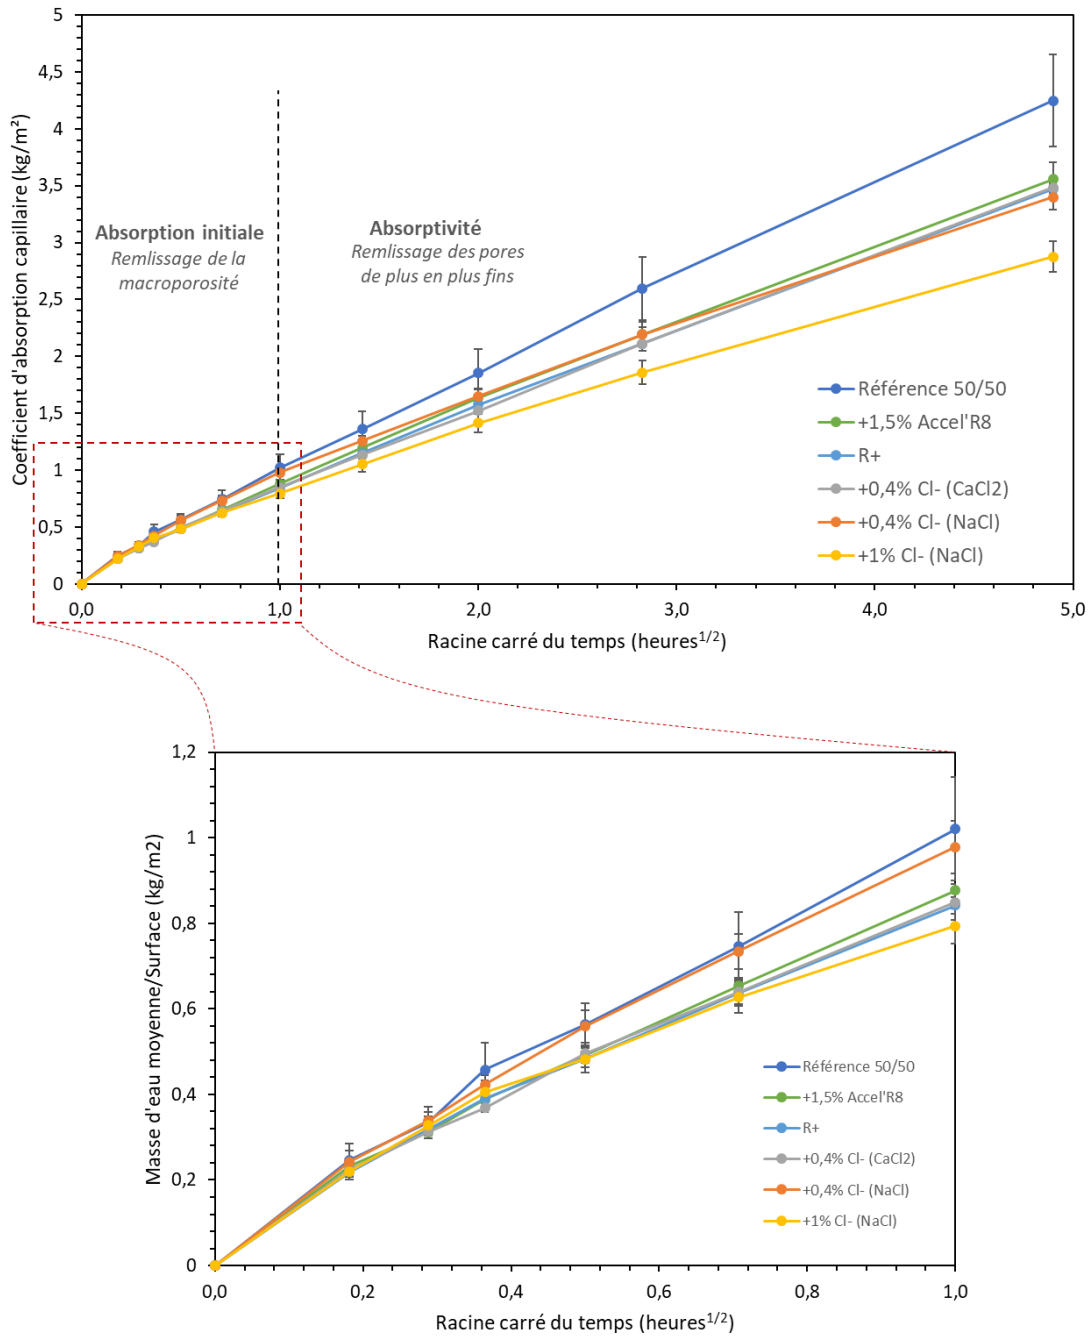 Coefficient d'absorption capillaire (kg/m²)
5
4,5
4
3,5
3
2,5
2
1,5
1
0,5
0
Absorption initiale
Remlissage de la
macroporosité
Absorptivité
Remlissage des pores
de plus en plus fins
Référence 50/50
+1,5% Accel'R8
R+
+0,4% Cl- (CaCl2)
+0,4% Cl- (NaCl)
+1% Cl- (NaCl)
0,0 1,0 2,0 3,0 4,0 5,0
Racine carré du temps (heures^1/2)
Masse d'eau moyenne/Surface (kg/m2)
1,2
1
0,8
0,6
0,4
0,2
0
Référence 50/50
+1,5% Accel'R8
R+
+0,4% Cl- (CaCl2)
+0,4% Cl- (NaCl)
+1% Cl- (NaCl)
0,0 0,2 0,4 0,6 0,8 1,0
Racine carré du temps (heures^1/2)